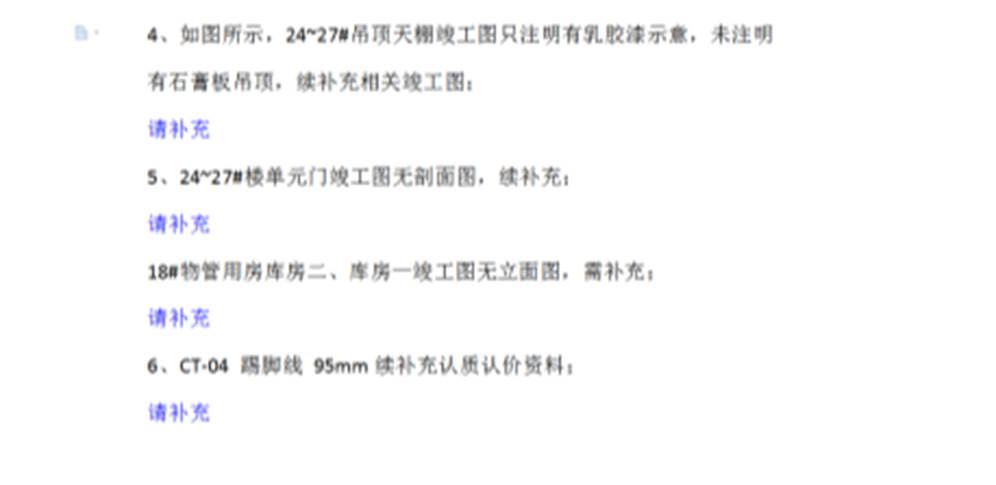 4、如图所示，24~27#吊顶天棚竣工图只注明有乳胶漆示意，未注明
有石膏板吊顶，续补充相关竣工图；
请补充
5、24~27#楼单元门竣工图无剖面图，续补充；
请补充
18#物管用房库房二、库房一竣工图无立面图，需补充；
请补充
6、CT-04 踢脚线 95mm 续补充认质认价资料；
请补充